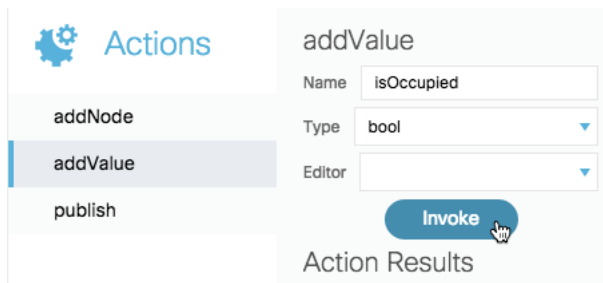 Actions
addNode
addValue
publish
addValue
Name isOccupied
Type bool
Editor
Invoke
Action Results